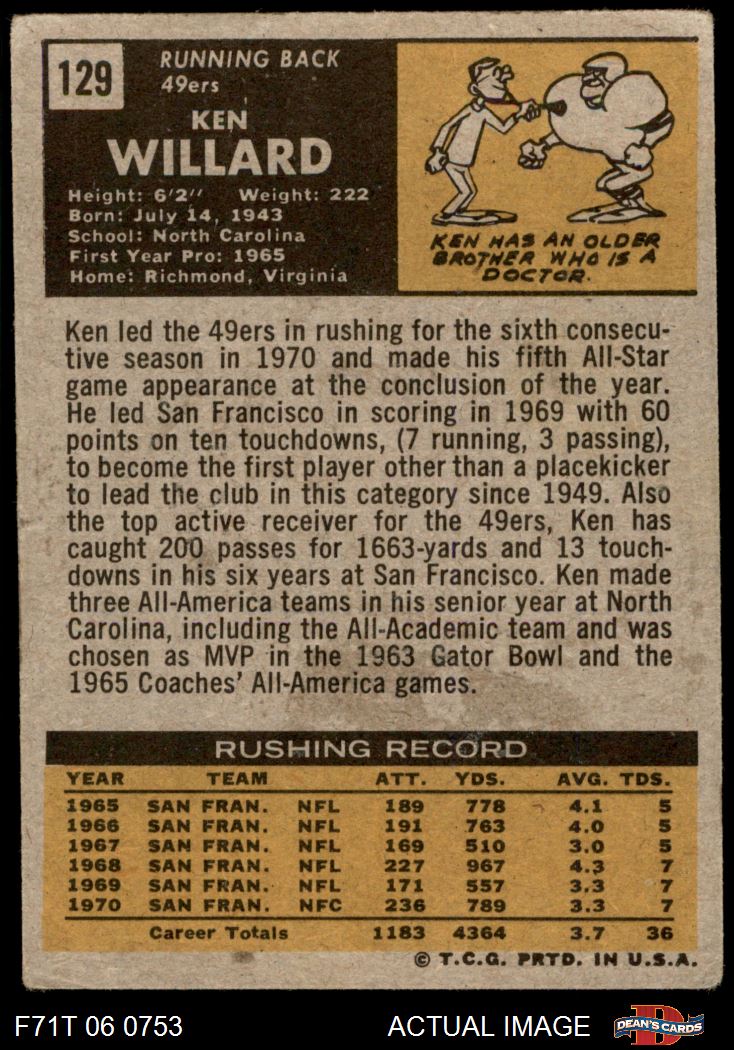 129
RUNNING BACK
49ers
KEN
WILLARD
Height: 6'2" Weight: 222
Born: July 14, 1943
School: North Carolina
First Year Pro: 1965
Home: Richmond, Virginia
KEN HAS AN OLDER
BROTHER WHO IS A
DOCTOR.
Ken led the 49ers in rushing for the sixth consecu-
tive season in 1970 and made his fifth All-Star
game appearance at the conclusion of the year.
He led San Francisco in scoring in 1969 with 60
points on ten touchdowns, (7 running, 3 passing),
to become the first player other than a placekicker
to lead the club in this category since 1949. Also
the top active receiver for the 49ers, Ken has
caught 200 passes for 1663-yards and 13 touch-
downs in his six years at San Francisco. Ken made
three All-America teams in his senior year at North
Carolina, including the All-Academic team and was
chosen as MVP in the 1963 Gator Bowl and the
1965 Coaches' All-America games.
RUSHING RECORD
YEAR TEAM ATT. YDS. AVG. TDS.
1965 SAN FRAN. NFL 189 778 4.1 5
1966 SAN FRAN. NFL 191 763 4.0 5
1967 SAN FRAN. NFL 169 510 3.0 5
1968 SAN FRAN. NFL 227 967 4.3 7
1969 SAN FRAN. NFL 171 557 3.3 7
1970 SAN FRAN. NFC 236 789 3.3 7
Career Totals 1183 4364 3.7 36
© T.C.G. PRTD. IN U.S.A.
F71T 06 0753 ACTUAL IMAGE D DEAN'S CARDS